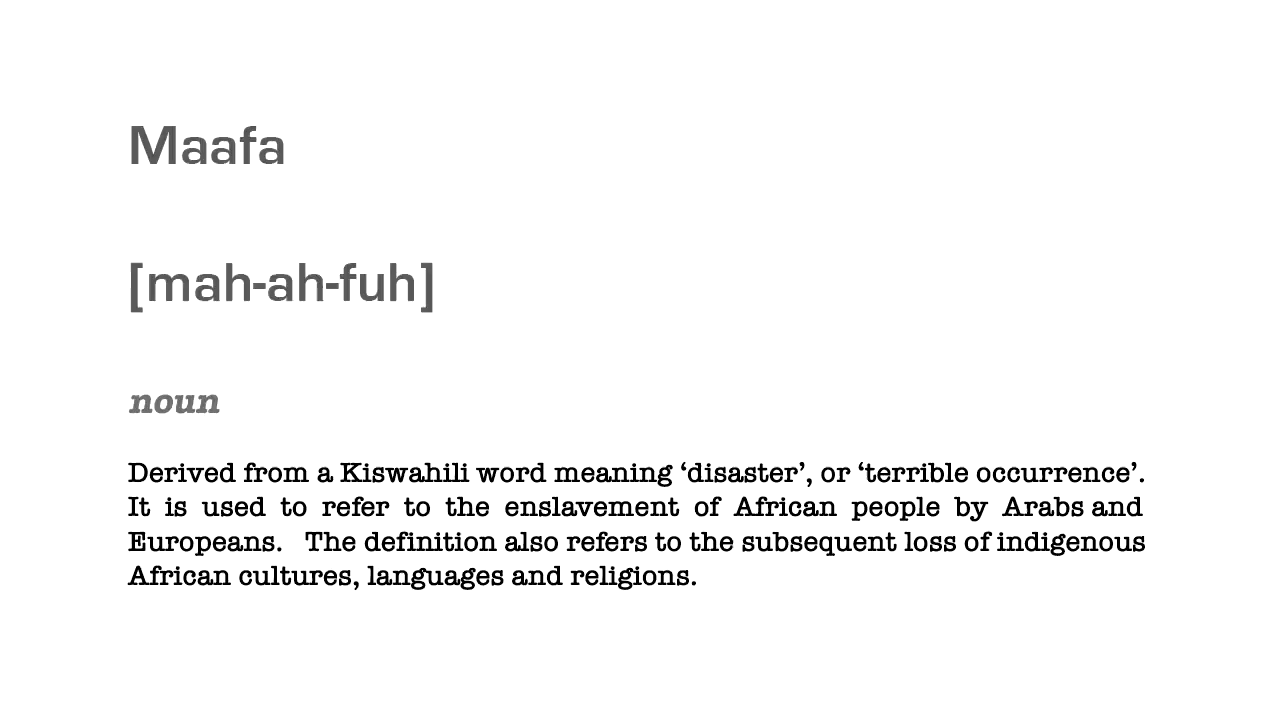 Maafa
[mah-ah-fuh]
noun
Derived from a Kiswahili word meaning ‘disaster’, or ‘terrible occurrence’.
It is used to refer to the enslavement of African people by Arabs and
Europeans. The definition also refers to the subsequent loss of indigenous
African cultures, languages and religions.